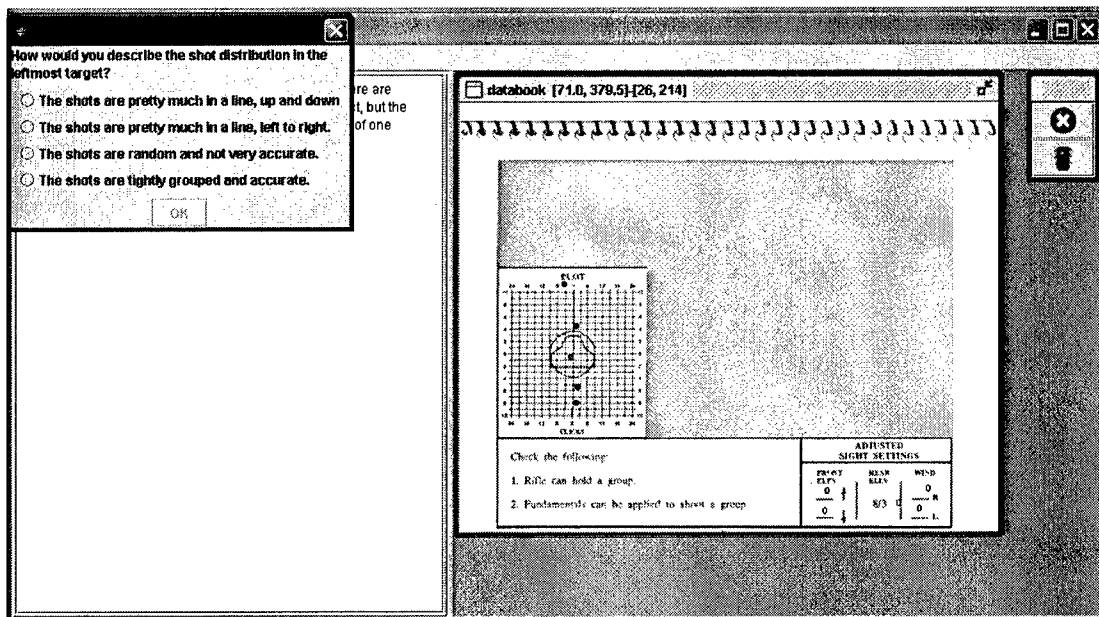 How would you describe the shot distribution in the
leftmost target?
The shots are pretty much in a line, up and down
The shots are pretty much in a line, left to right.
The shots are random and not very accurate.
The shots are tightly grouped and accurate.
OK
re are
t, but the
of one
databook [71.0, 379.5]-[26, 214]
PLOT
CLICKS
Check the following:
1. Rifle can hold a group.
2. Fundamentals can be applied to shoot a group
ADJUSTED
SIGHT SETTINGS
FRONT ELEV
REAR ELEV
WIND
0
0
8/3
0 R
0 L